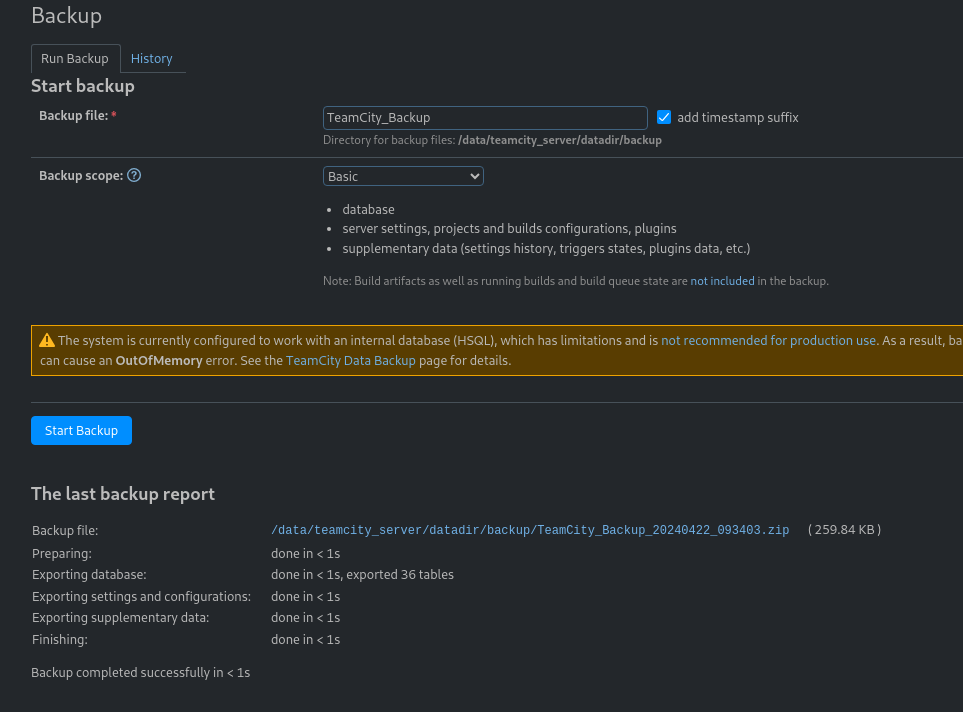 Backup
Run Backup History
Start backup
Backup file: * TeamCity_Backup add timestamp suffix
Directory for backup files: /data/teamcity_server/datadir/backup
Backup scope: ? Basic
• database
• server settings, projects and builds configurations, plugins
• supplementary data (settings history, triggers states, plugins data, etc.)
Note: Build artifacts as well as running builds and build queue state are not included in the backup.
The system is currently configured to work with an internal database (HSQL), which has limitations and is not recommended for production use. As a result, ba
can cause an OutOfMemory error. See the TeamCity Data Backup page for details.
Start Backup
The last backup report
Backup file: /data/teamcity_server/datadir/backup/TeamCity_Backup_20240422_093403.zip (259.84 KB)
Preparing: done in < 1s
Exporting database: done in < 1s, exported 36 tables
Exporting settings and configurations: done in < 1s
Exporting supplementary data: done in < 1s
Finishing: done in < 1s
Backup completed successfully in < 1s